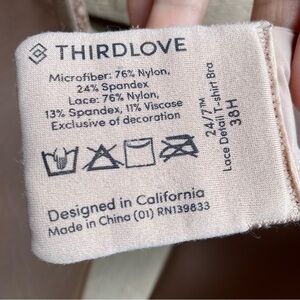 THIRDLOVE
Microfiber: 76% Nylon,
24% Spandex
Lace: 76% Nylon,
13% Spandex, 11% Viscose
Exclusive of decoration
Designed in California
Made in China (01) RN139833
24/7™
Lace Detail T-shirt Bra
38H